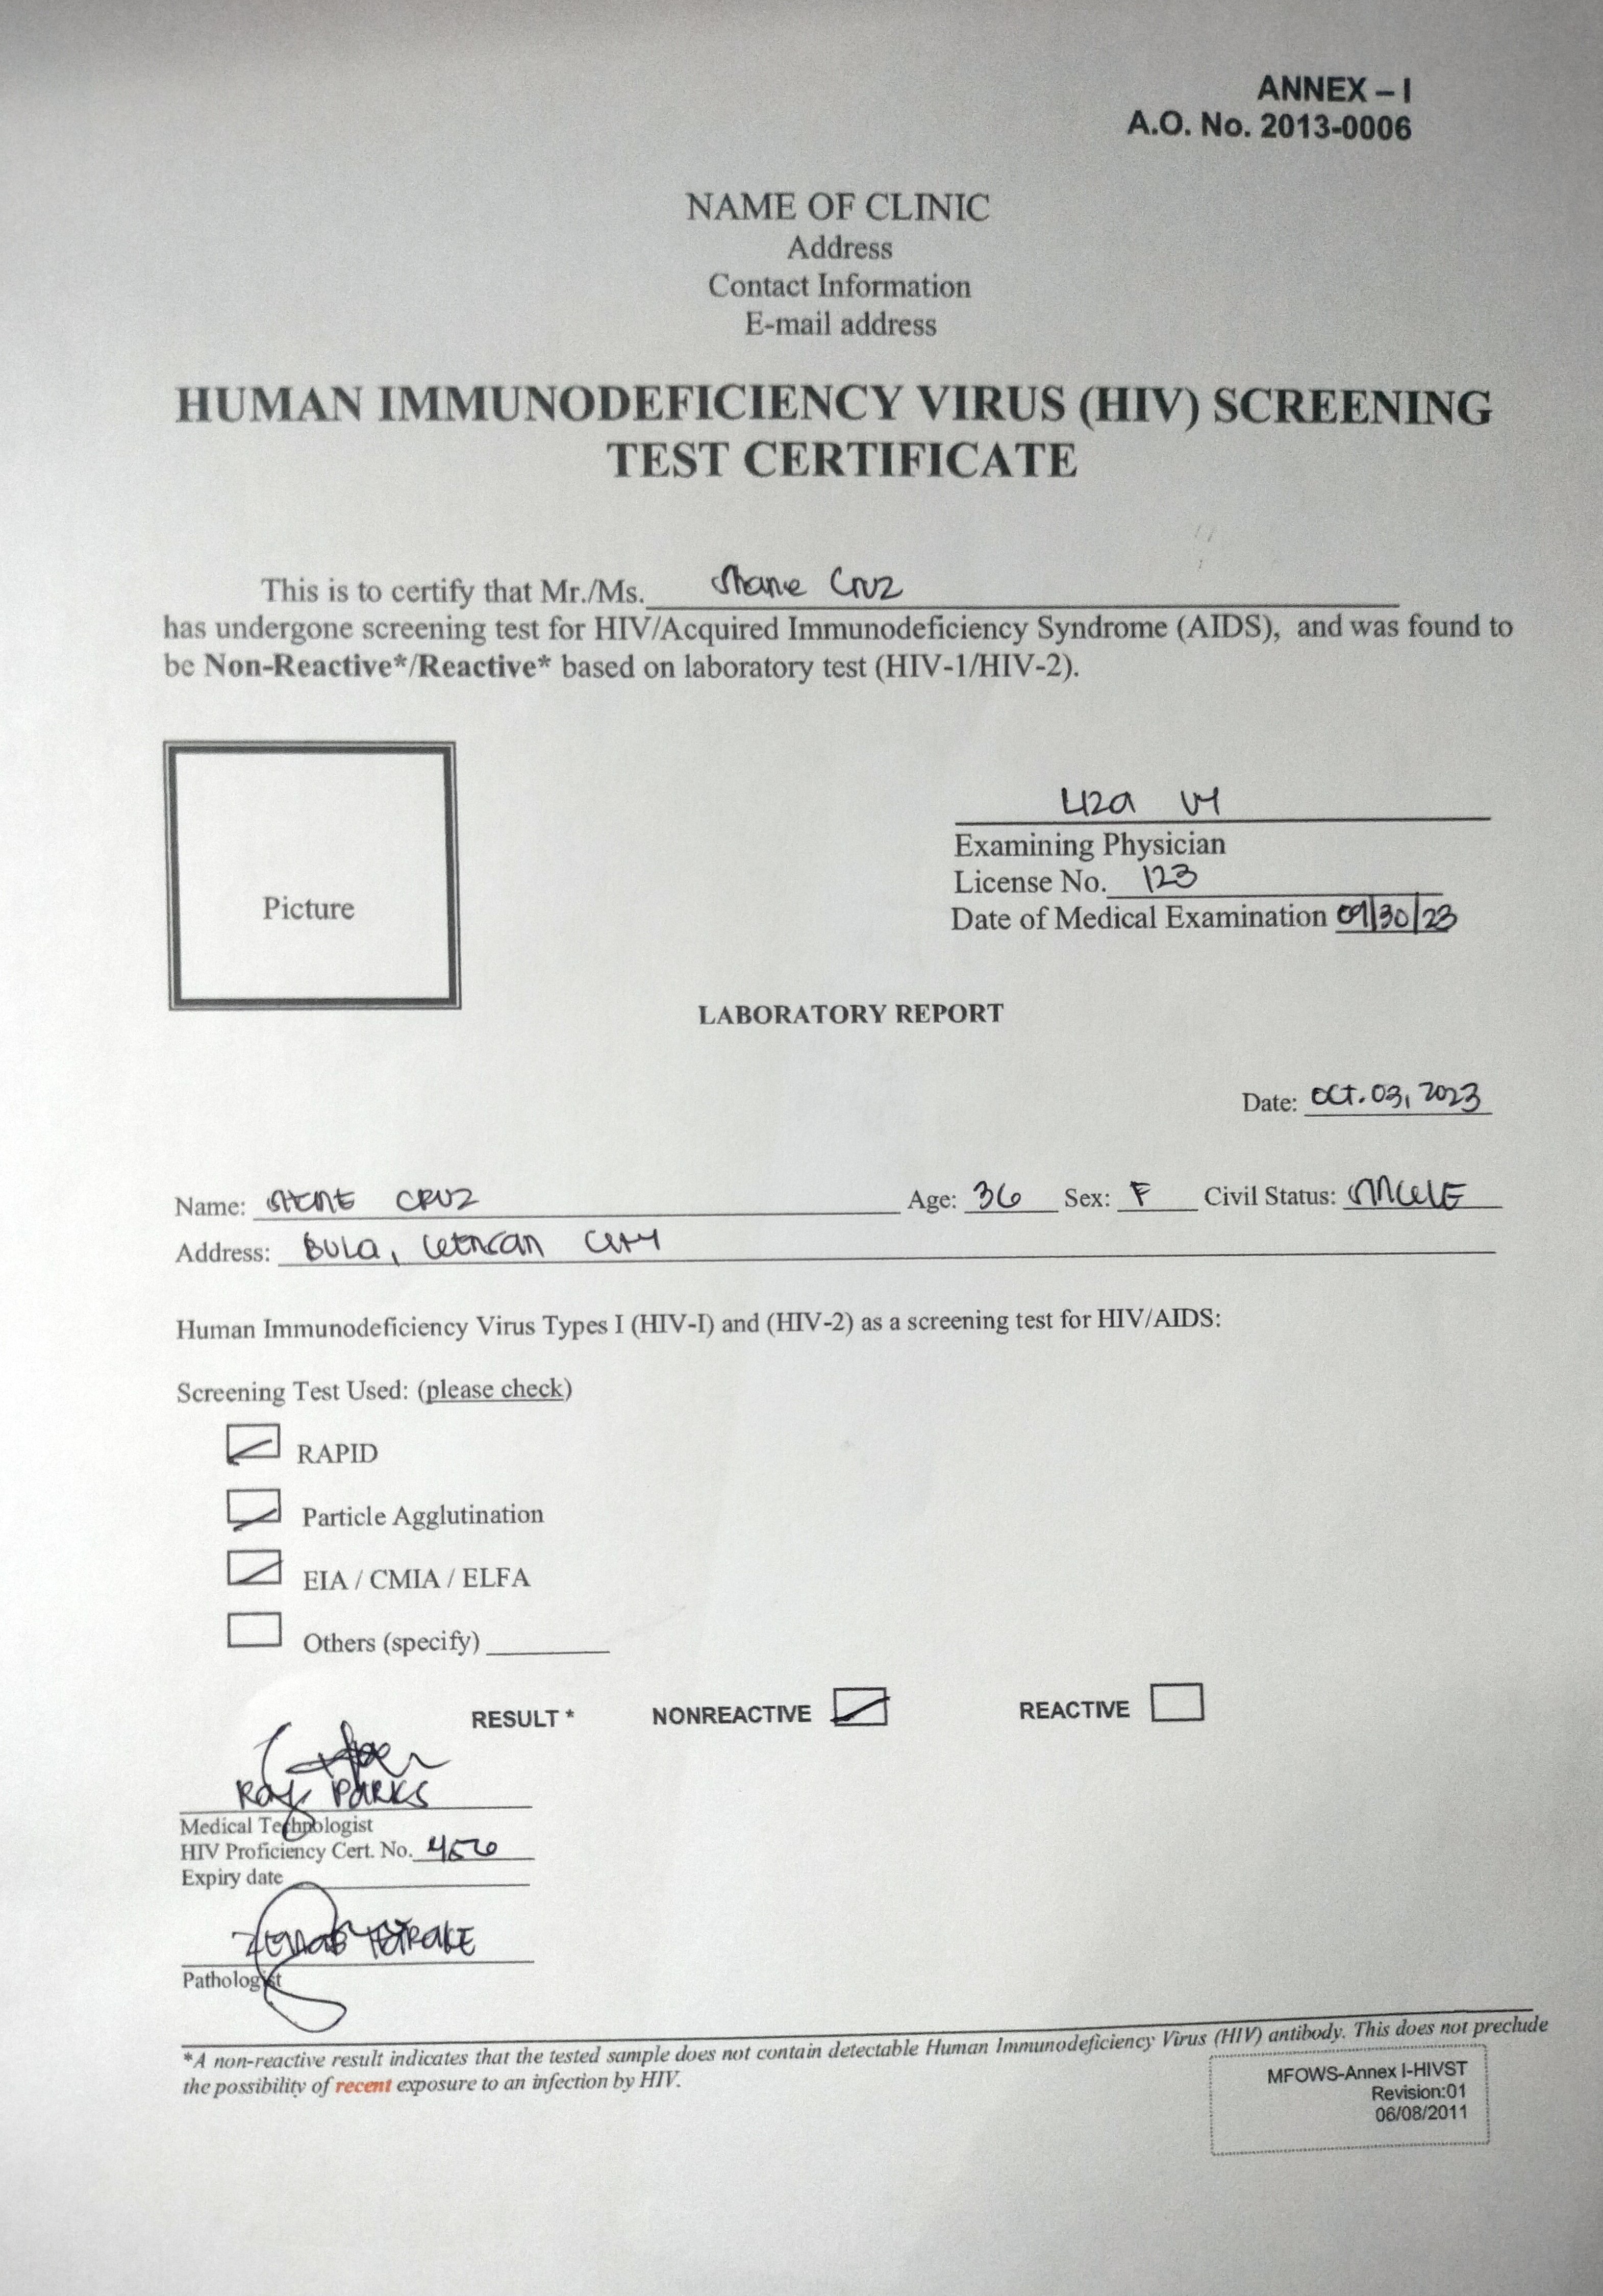 ANNEX – I
A.O. No. 2013-0006
NAME OF CLINIC
Address
Contact Information
E-mail address
HUMAN IMMUNODEFICIENCY VIRUS (HIV) SCREENING
TEST CERTIFICATE
This is to certify that Mr./Ms. Shane Cruz
has undergone screening test for HIV/Acquired Immunodeficiency Syndrome (AIDS), and was found to
be Non-Reactive*/Reactive* based on laboratory test (HIV-1/HIV-2).
Liza Uy
Examining Physician
License No. 123
Date of Medical Examination 09/30/23
Picture
LABORATORY REPORT
Date: Oct. 03, 2023
Name: CRUZ Age: 36 Sex: F Civil Status: SINGLE
Address: BULA, City
Human Immunodeficiency Virus Types I (HIV-I) and (HIV-2) as a screening test for HIV/AIDS:
Screening Test Used: (please check)
RAPID
Particle Agglutination
EIA / CMIA / ELFA
Others (specify)
RESULT * NONREACTIVE REACTIVE
Ray PARKS
Medical Technologist
HIV Proficiency Cert. No. 456
Expiry date
Pathologist
*A non-reactive result indicates that the tested sample does not contain detectable Human Immunodeficiency Virus (HIV) antibody. This does not preclude
the possibility of recent exposure to an infection by HIV.
MFOWS-Annex I-HIVST
Revision:01
06/08/2011